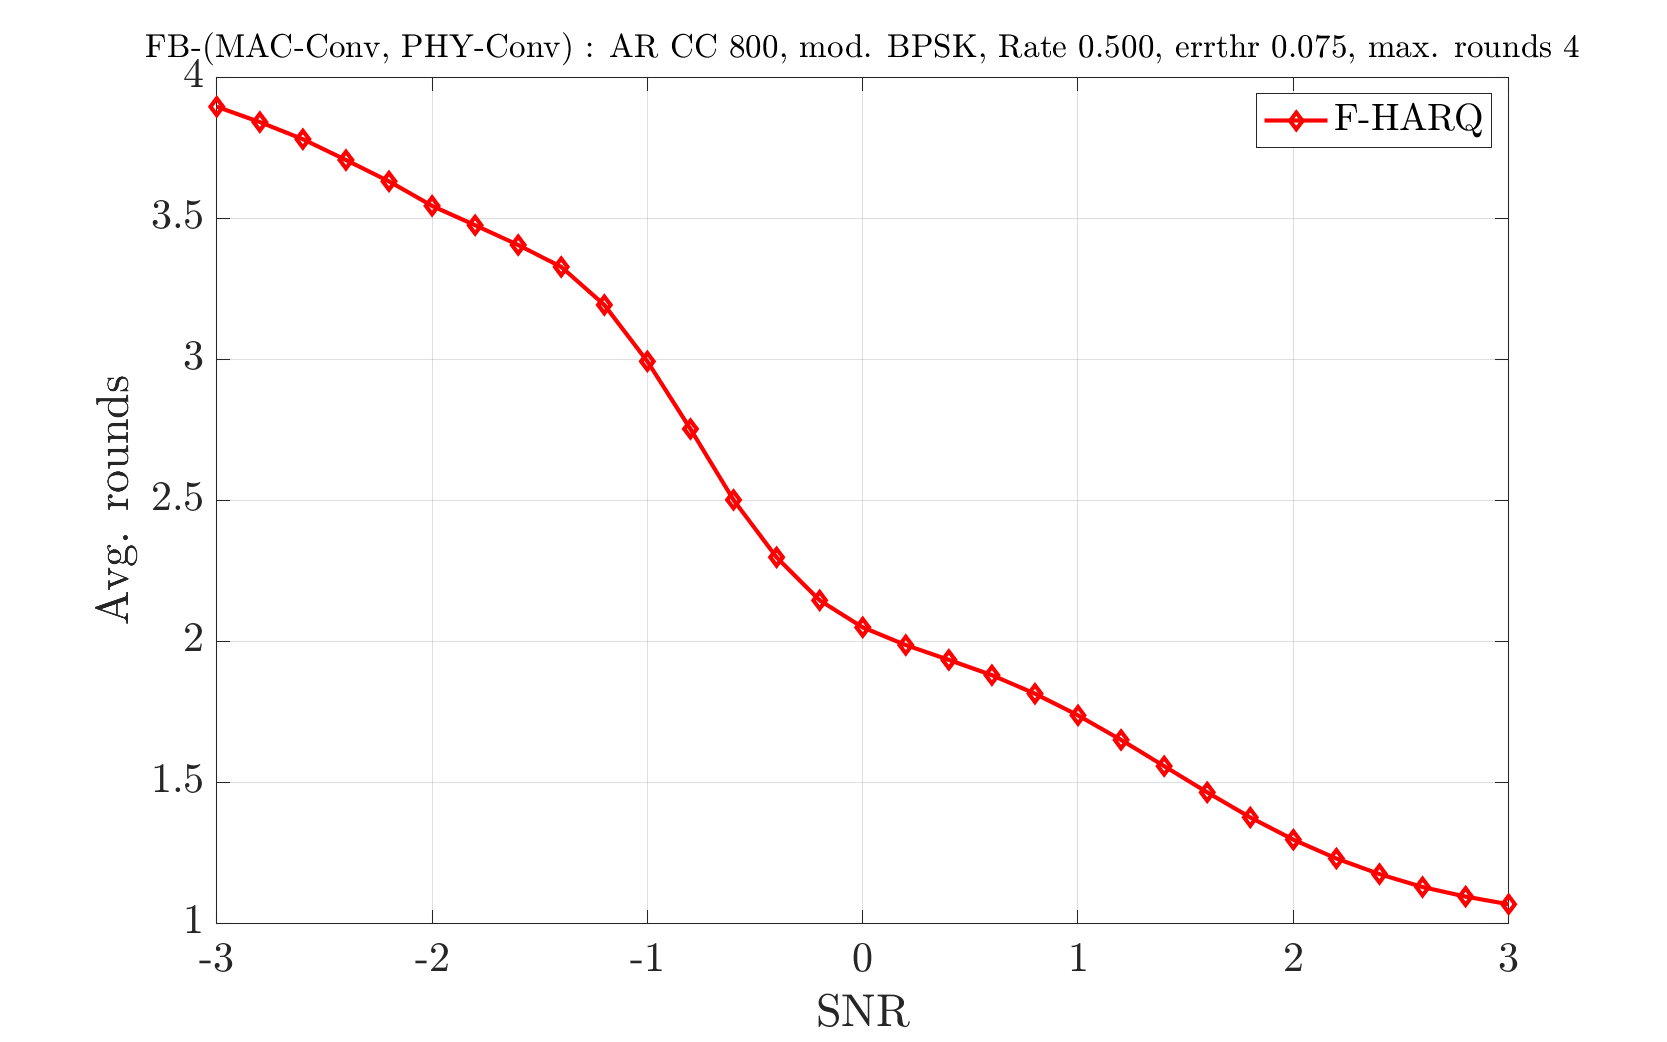 FB-(MAC-Conv, PHY-Conv) : AR CC 800, mod. BPSK, Rate 0.500, errthr 0.075, max. rounds 4
F-HARQ
4
3.5
3
2.5
2
1.5
1
Avg. rounds
-3 -2 -1 0 1 2 3
SNR